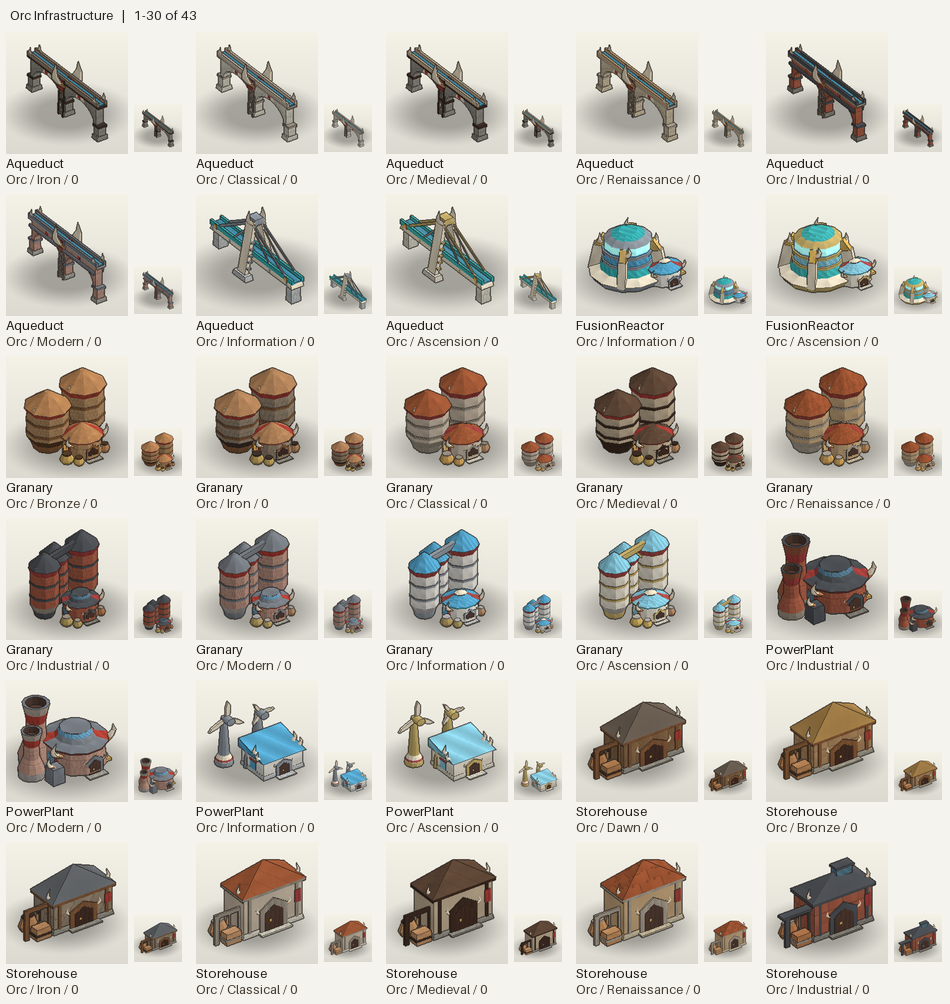 Orc Infrastructure | 1-30 of 43
Aqueduct
Orc / Iron / 0
Aqueduct
Orc / Classical / 0
Aqueduct
Orc / Medieval / 0
Aqueduct
Orc / Renaissance / 0
Aqueduct
Orc / Industrial / 0
Aqueduct
Orc / Modern / 0
Aqueduct
Orc / Information / 0
Aqueduct
Orc / Ascension / 0
FusionReactor
Orc / Information / 0
FusionReactor
Orc / Ascension / 0
Granary
Orc / Bronze / 0
Granary
Orc / Iron / 0
Granary
Orc / Classical / 0
Granary
Orc / Medieval / 0
Granary
Orc / Renaissance / 0
Granary
Orc / Industrial / 0
Granary
Orc / Modern / 0
Granary
Orc / Information / 0
Granary
Orc / Ascension / 0
PowerPlant
Orc / Industrial / 0
PowerPlant
Orc / Modern / 0
PowerPlant
Orc / Information / 0
PowerPlant
Orc / Ascension / 0
Storehouse
Orc / Dawn / 0
Storehouse
Orc / Bronze / 0
Storehouse
Orc / Iron / 0
Storehouse
Orc / Classical / 0
Storehouse
Orc / Medieval / 0
Storehouse
Orc / Renaissance / 0
Storehouse
Orc / Industrial / 0